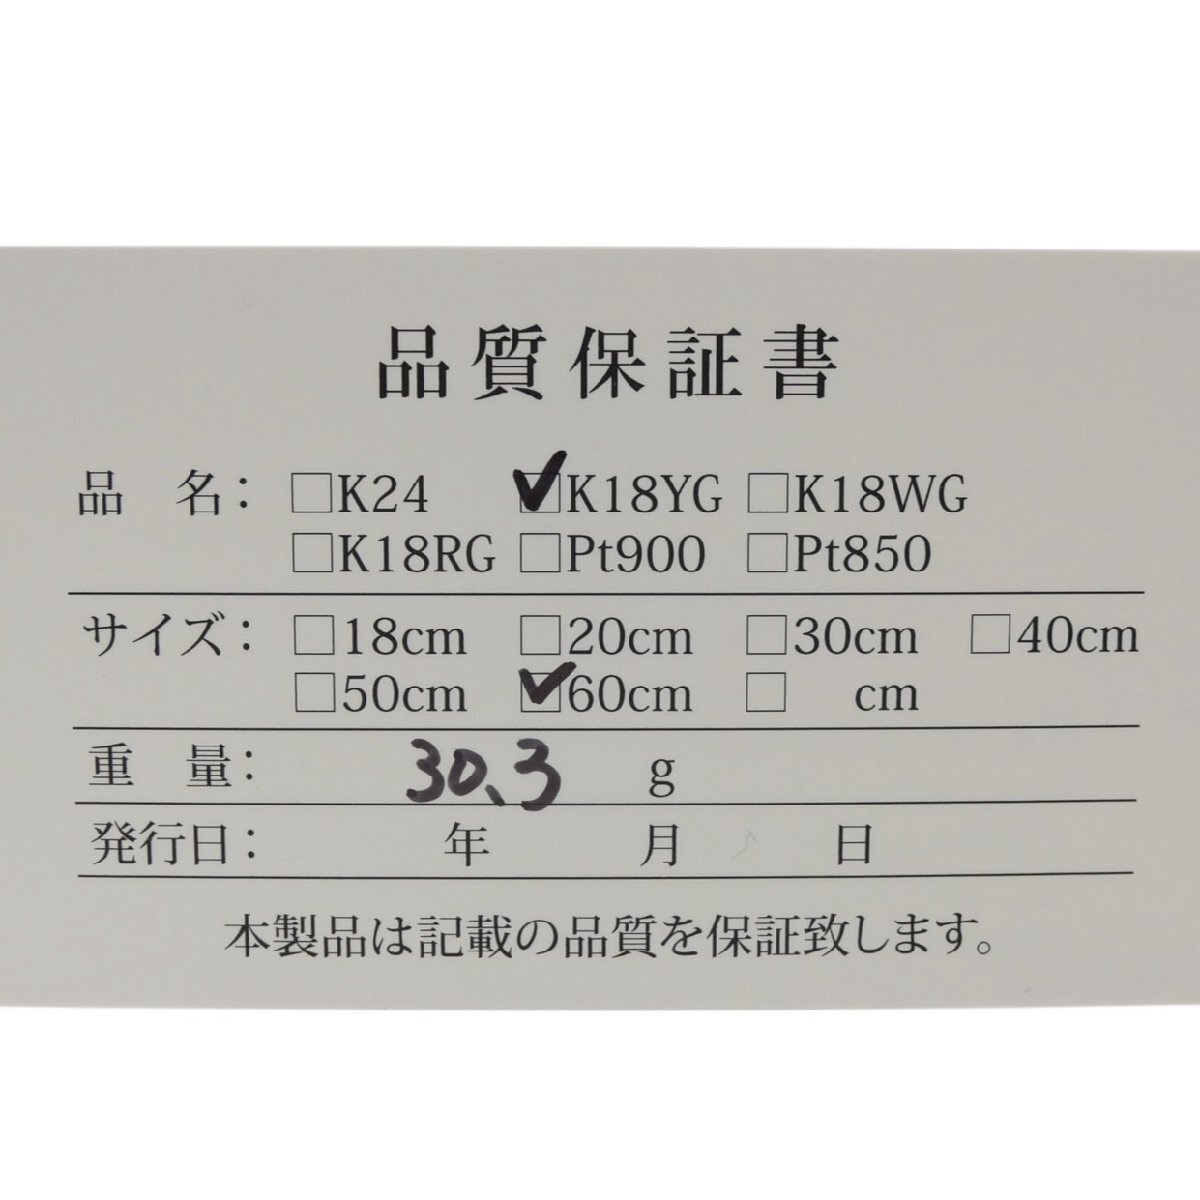 品質保証書
品　名：□K24 ☑K18YG □K18WG
□K18RG □Pt900 □Pt850
サイズ：□18cm □20cm □30cm □40cm
□50cm ☑60cm □　cm
重　量：30.3 g
発行日：　年　月　日
本製品は記載の品質を保証致します。